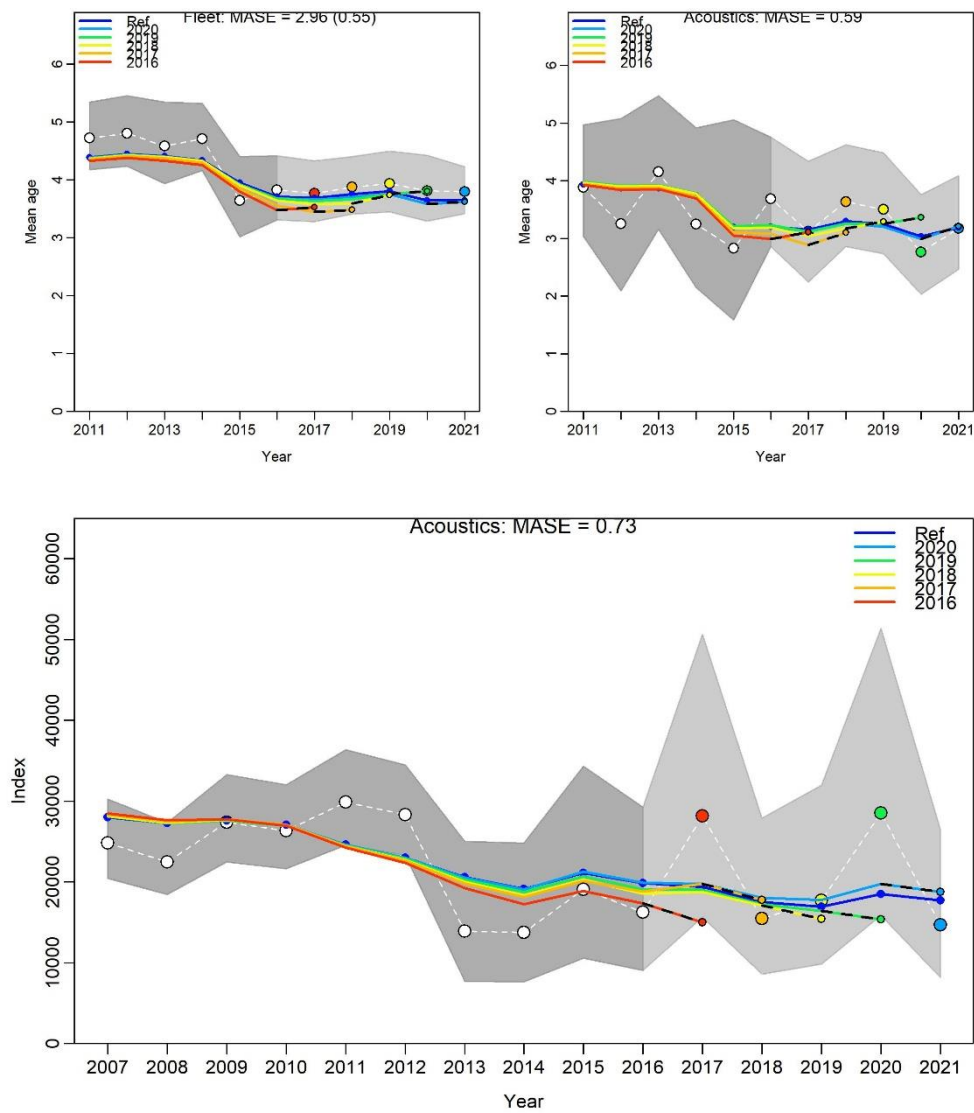 Fleet: MASE = 2.96 (0.55)
Ref
2020
2019
2018
2017
2016
Mean age
0 1 2 3 4 5 6
2011 2013 2015 2017 2019 2021
Year
Acoustics: MASE = 0.59
Ref
2020
2019
2018
2017
2016
Mean age
0 1 2 3 4 5 6
2011 2013 2015 2017 2019 2021
Year
Acoustics: MASE = 0.73
Ref
2020
2019
2018
2017
2016
Index
0 10000 20000 30000 40000 50000 60000
2007 2008 2009 2010 2011 2012 2013 2014 2015 2016 2017 2018 2019 2020 2021
Year